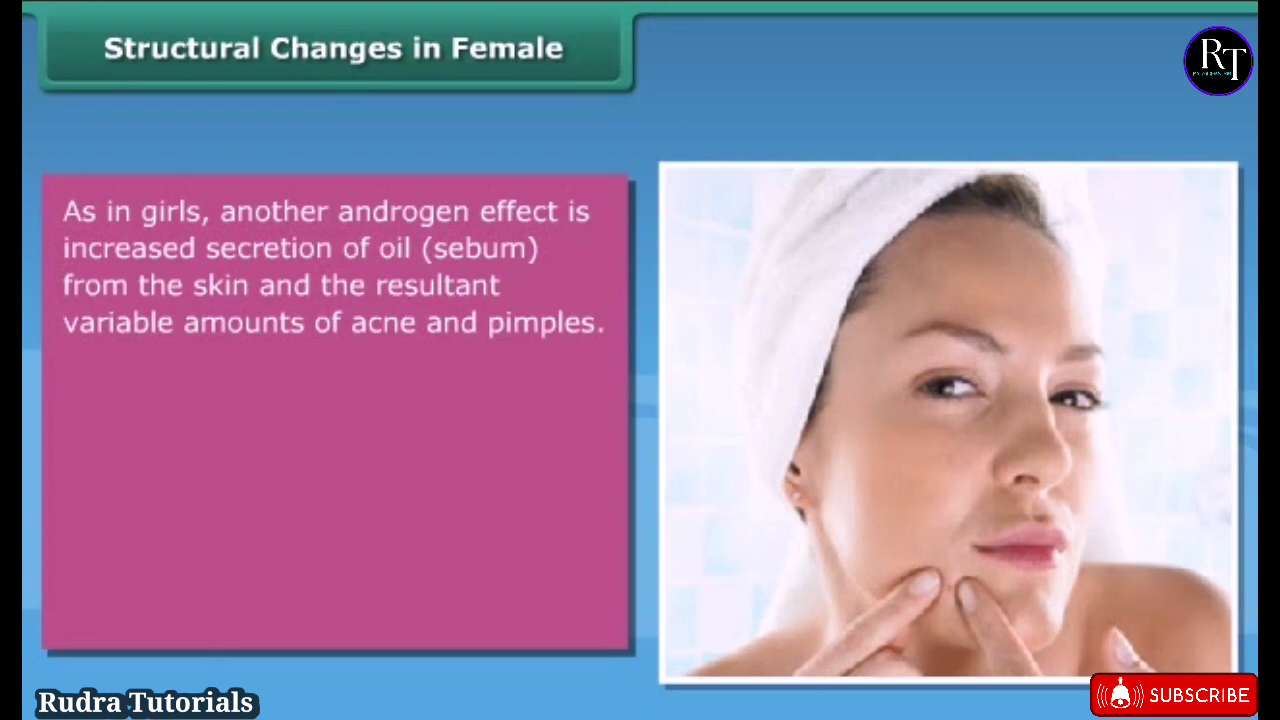 Structural Changes in Female
RT
As in girls, another androgen effect is
increased secretion of oil (sebum)
from the skin and the resultant
variable amounts of acne and pimples.
Rudra Tutorials
SUBSCRIBE